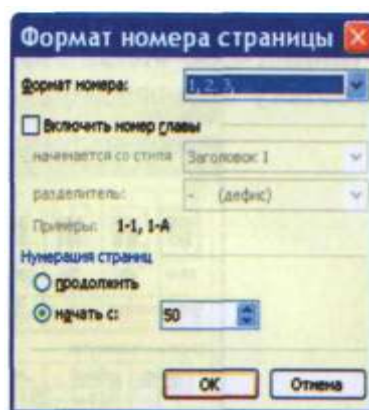 Формат номера страницы
Формат номера: 1, 2, 3,
Включить номер главы
начинается со стиля Заголовок 1
разделитель: - (дефис)
Примеры: 1-1, 1-A
Нумерация страниц
продолжить
начать с: 50
ОК Отмена